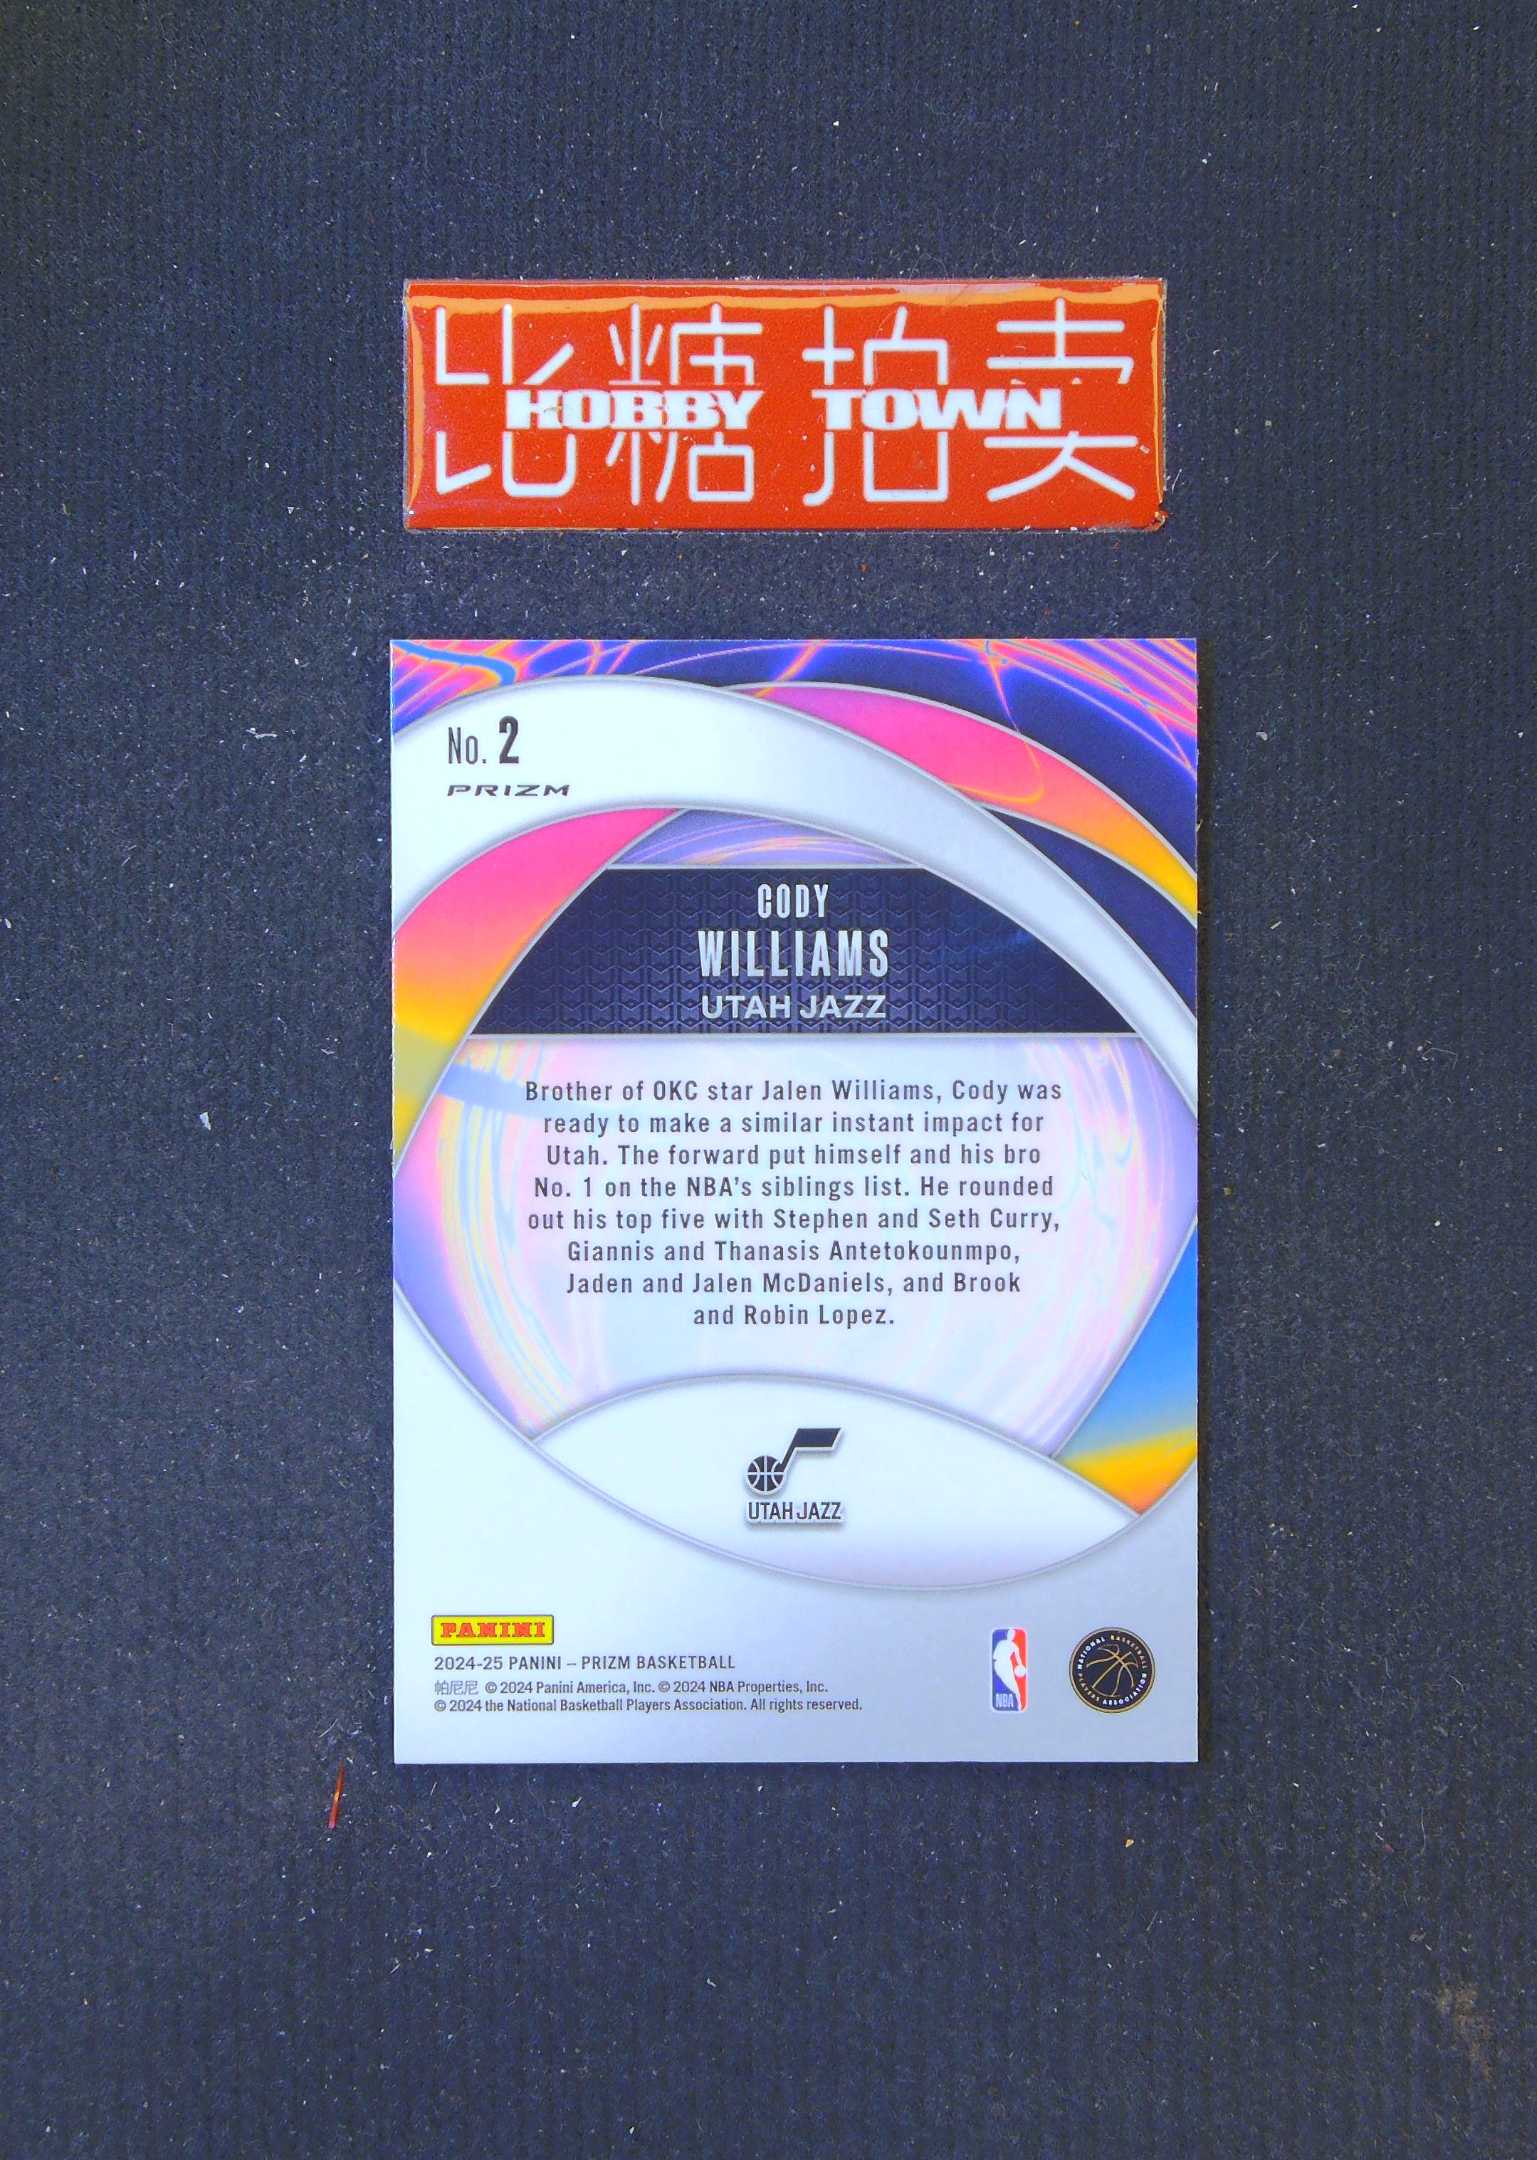 比糖拍卖
HOBBY TOWN
No. 2
PRIZM
CODY
WILLIAMS
UTAH JAZZ
Brother of OKC star Jalen Williams, Cody was
ready to make a similar instant impact for
Utah. The forward put himself and his bro
No. 1 on the NBA's siblings list. He rounded
out his top five with Stephen and Seth Curry,
Giannis and Thanasis Antetokounmpo,
Jaden and Jalen McDaniels, and Brook
and Robin Lopez.
UTAH JAZZ
PANINI
2024-25 PANINI – PRIZM BASKETBALL
帕尼尼 © 2024 Panini America, Inc. © 2024 NBA Properties, Inc.
© 2024 the National Basketball Players Association. All rights reserved.
NBA
NATIONAL BASKETBALL
PLAYERS ASSOCIATION